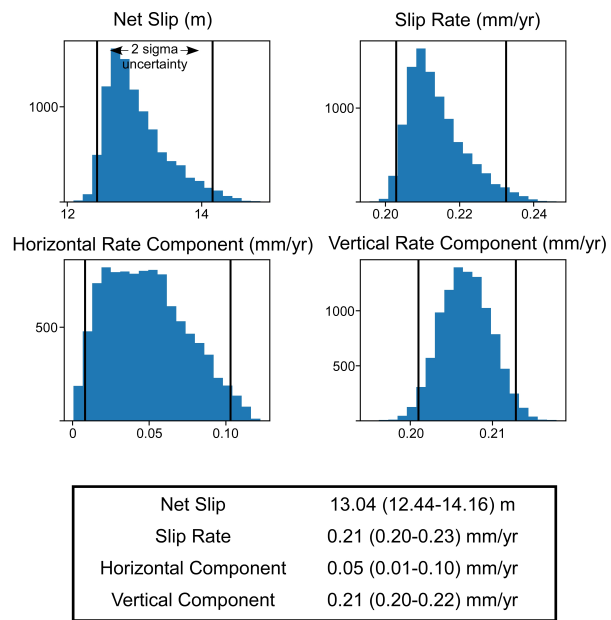 Net Slip (m)
Slip Rate (mm/yr)
2 sigma
uncertainty
1000
12
14
1000
0.20
0.22
0.24
Horizontal Rate Component (mm/yr)
Vertical Rate Component (mm/yr)
500
0
0.05
0.10
1000
500
0.20
0.21
Net Slip 13.04 (12.44-14.16) m
Slip Rate 0.21 (0.20-0.23) mm/yr
Horizontal Component 0.05 (0.01-0.10) mm/yr
Vertical Component 0.21 (0.20-0.22) mm/yr